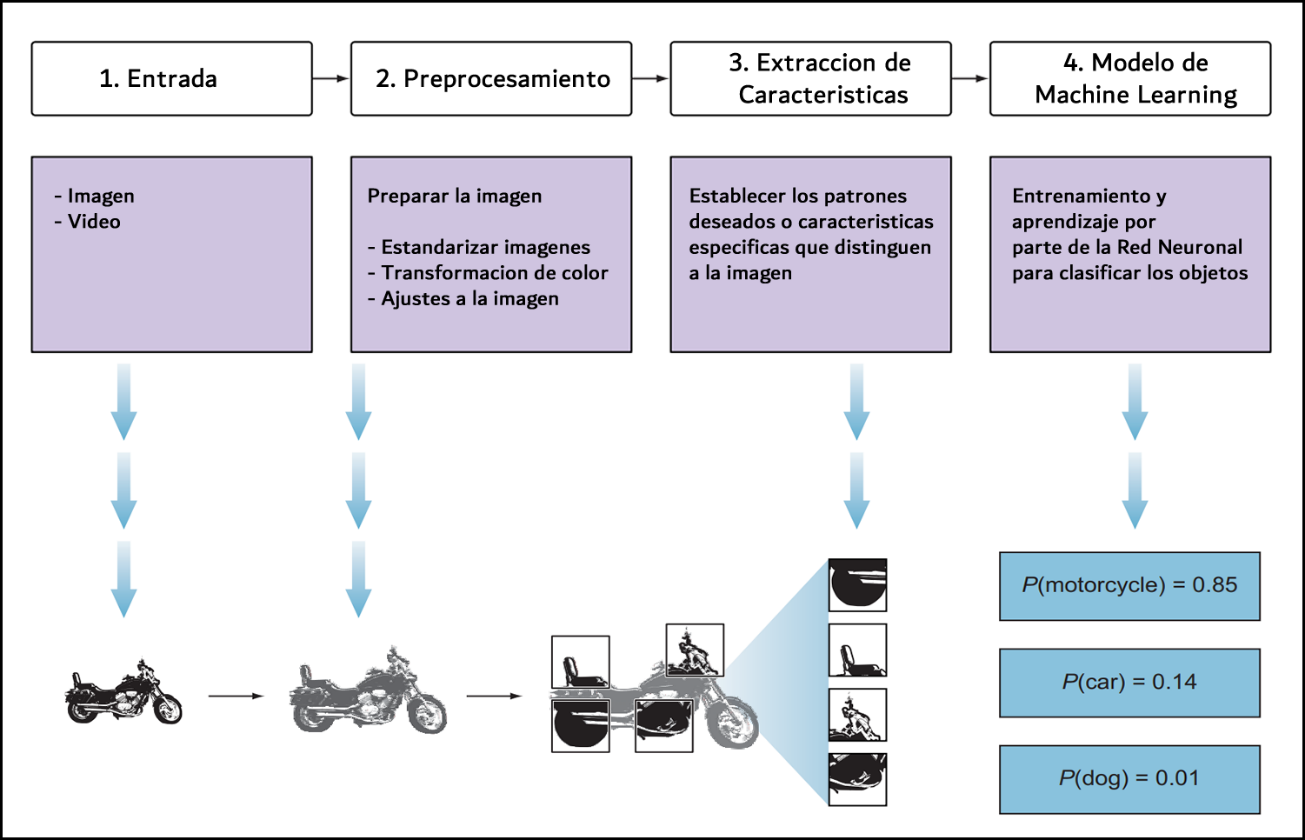 1. Entrada
2. Preprocesamiento
3. Extraccion de
Caracteristicas
4. Modelo de
Machine Learning
- Imagen
- Video
Preparar la imagen
- Estandarizar imagenes
- Transformacion de color
- Ajustes a la imagen
Establecer los patrones
deseados o caracteristicas
especificas que distinguen
a la imagen
Entrenamiento y
aprendizaje por
parte de la Red Neuronal
para clasificar los objetos
P(motorcycle) = 0.85
P(car) = 0.14
P(dog) = 0.01